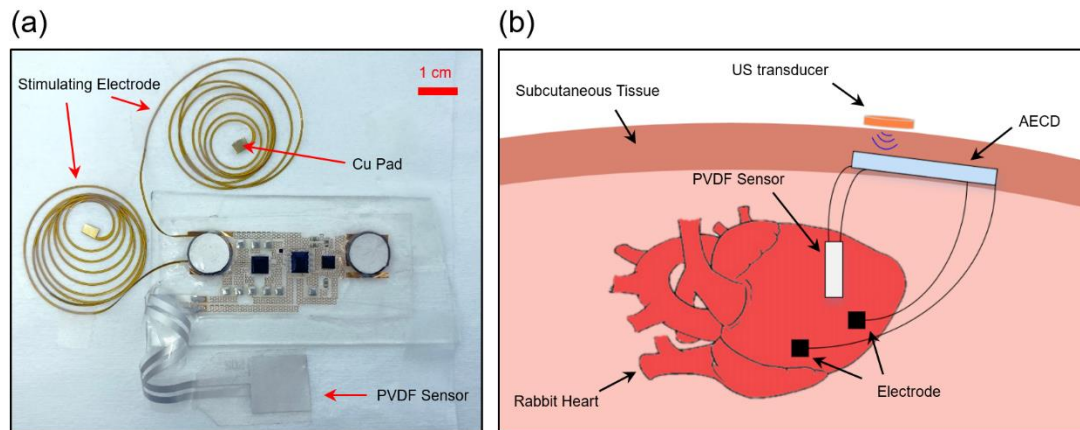 (a)
(b)
Stimulating Electrode
1 cm
Cu Pad
PVDF Sensor
US transducer
Subcutaneous Tissue
AECD
PVDF Sensor
Electrode
Rabbit Heart